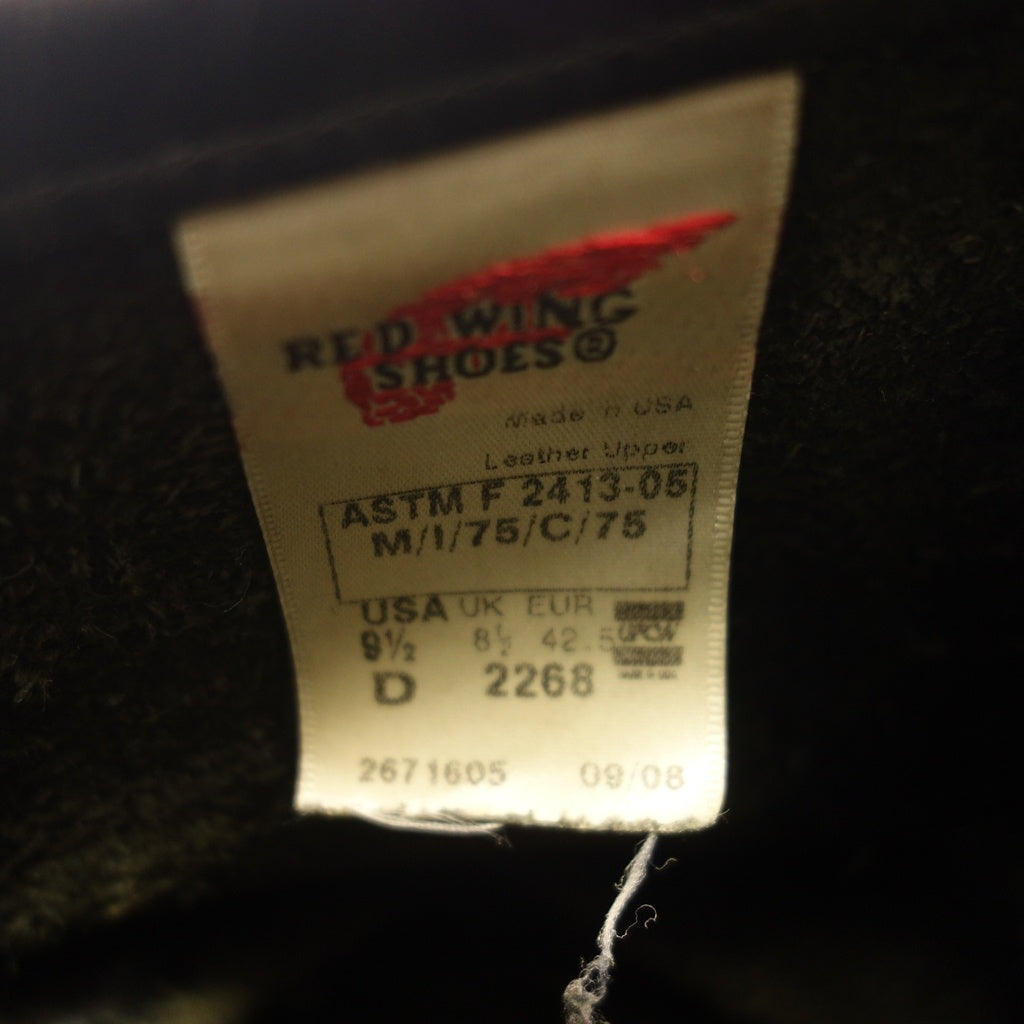 RED WING
SHOES®
Made in USA
Leather Upper
ASTM F 2413-05
M/I/75/C/75
USA UK EUR
9½ 8½ 42.5
D 2268
UFCW
2671605 09/08